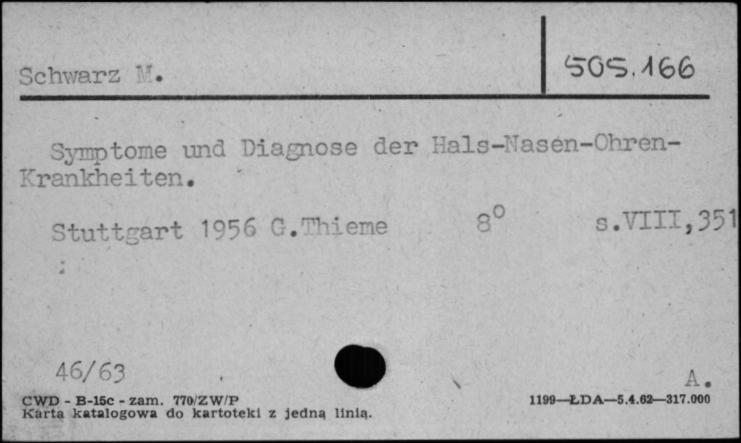 Schwarz M.
505.166
Symptome und Diagnose der Hals-Nasen-Ohren-
Krankheiten.
Stuttgart 1956 G.Thieme 8° s.VIII,351
:
46/63
A.
CWD - B-15c - zam. 770/ZW/P
1199—ŁDA—5.4.62—317.000
Karta katalogowa do kartoteki z jedną linią.